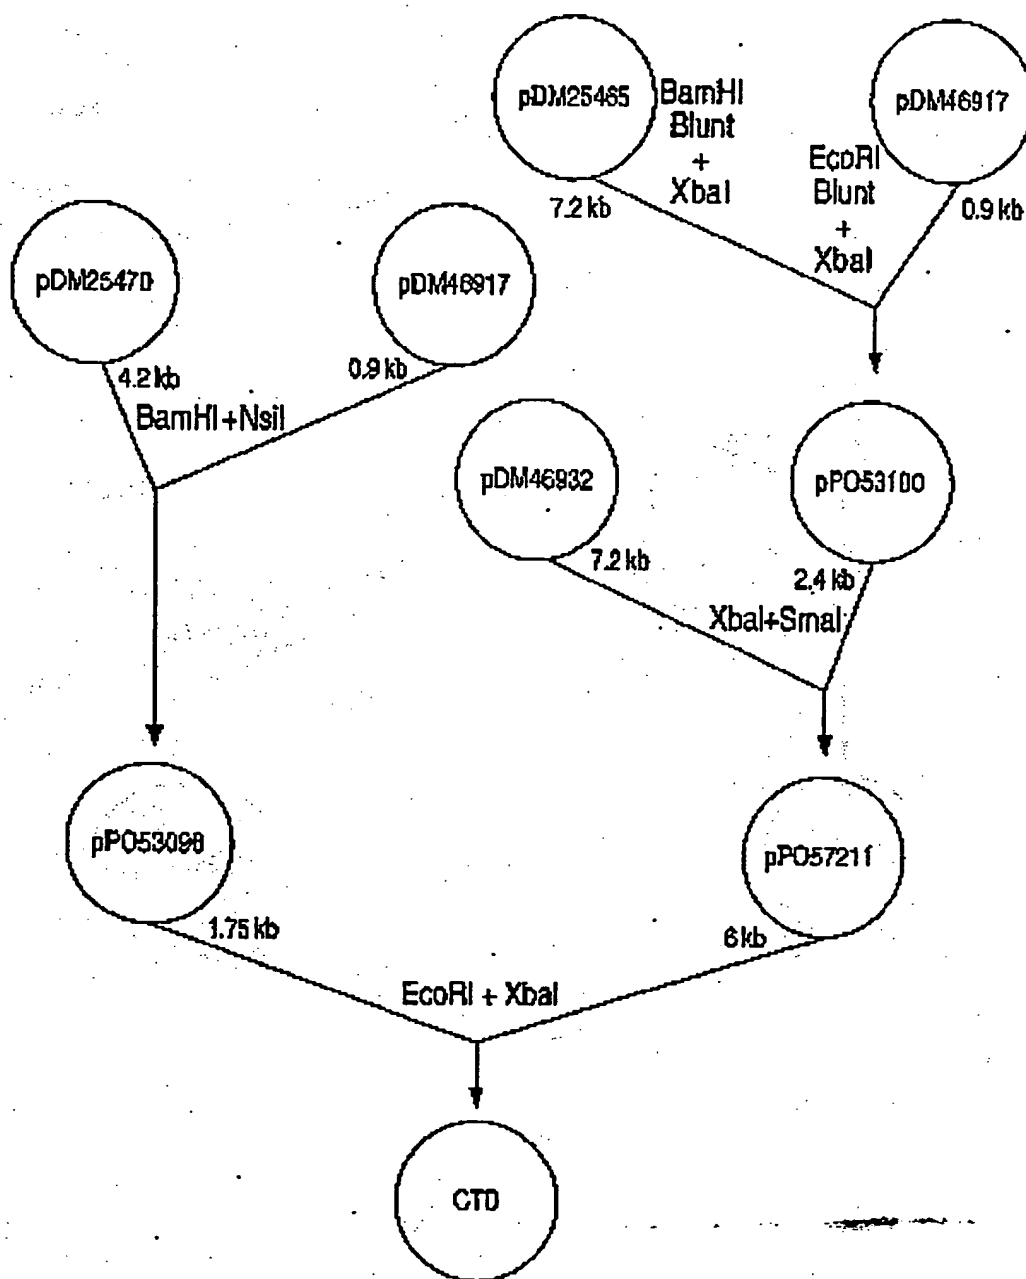 pDM25465
BamHI
Blunt
+
XbaI
7.2 kb
pDM46917
EcoRI
Blunt
+
XbaI
0.9 kb
pDM25470
4.2 kb
pDM46917
0.9 kb
BamHI+NsiI
pDM46932
7.2 kb
pPO53100
2.4 kb
XbaI+SmaI
pPO53098
1.75 kb
pPO57211
6 kb
EcoRI + XbaI
CTD